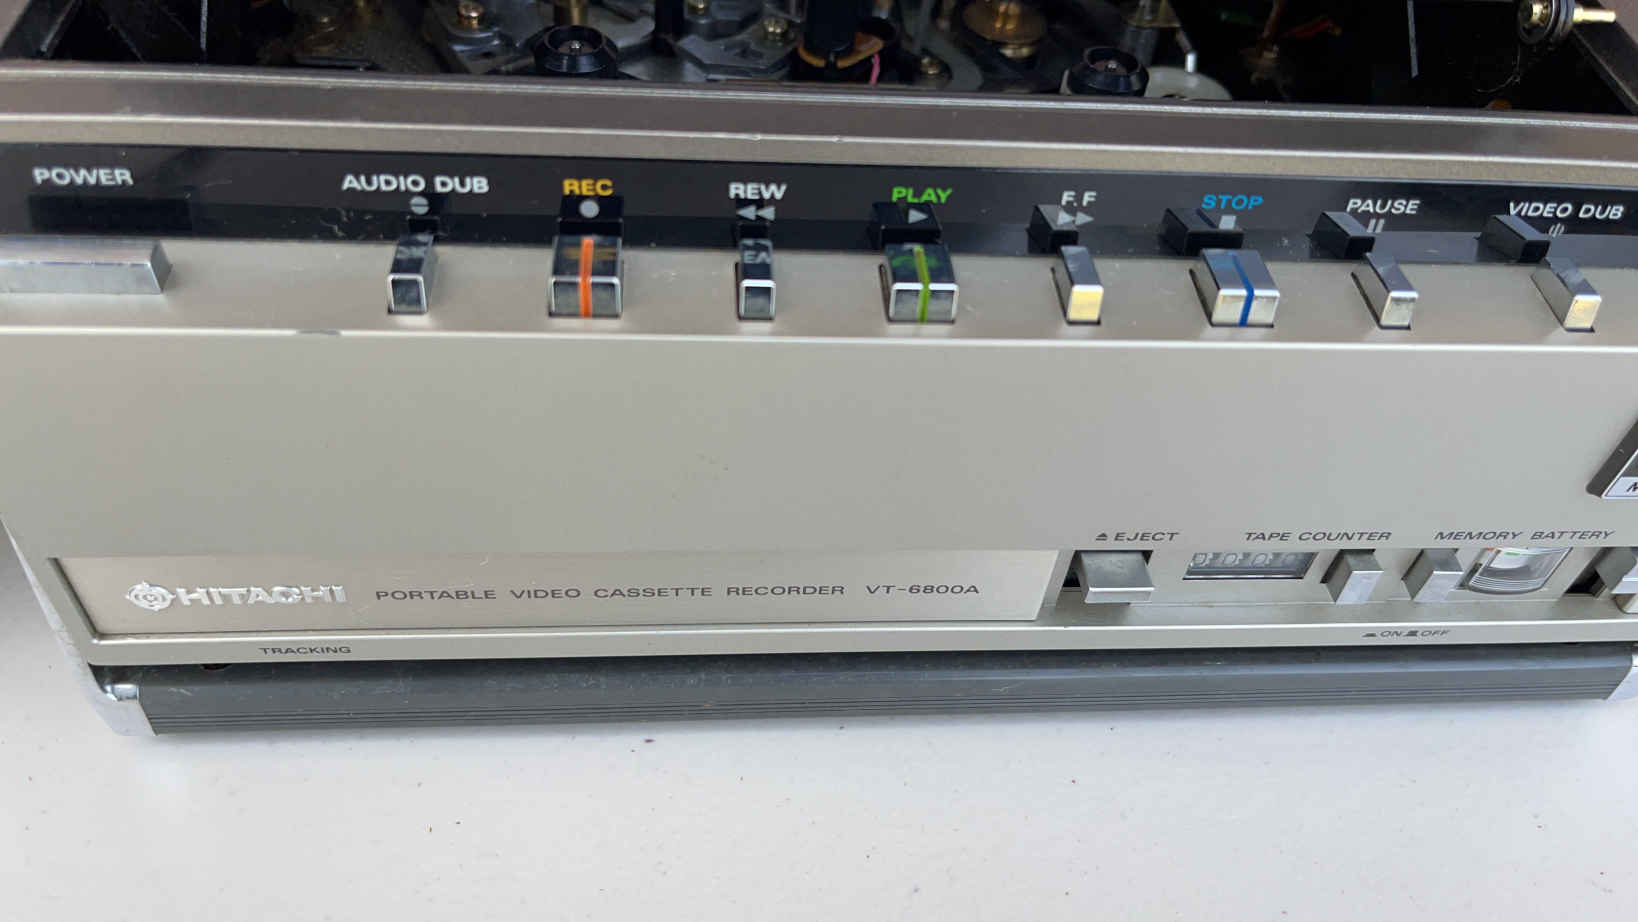 POWER
AUDIO DUB
REC
REW
PLAY
F.F
STOP
PAUSE
VIDEO DUB
EJECT
TAPE COUNTER
MEMORY
BATTERY
HITACHI
PORTABLE VIDEO CASSETTE RECORDER VT-6800A
ON OFF
TRACKING